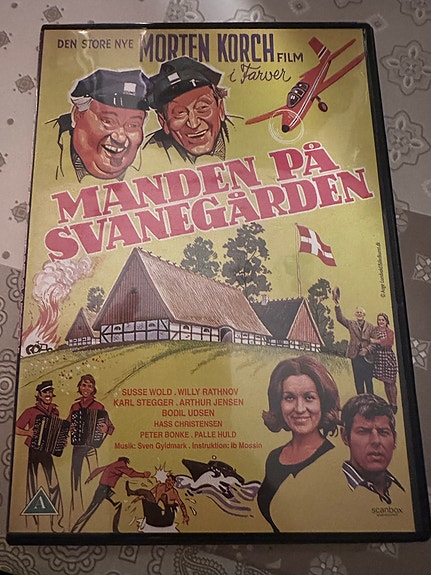 DEN STORE NYE MORTEN KORCH FILM
i Farver
MANDEN PÅ
SVANEGÅRDEN
SUSSE WOLD . WILLY RATHNOV
KARL STEGGER . ARTHUR JENSEN
BODIL UDSEN
HASS CHRISTENSEN
PETER BONKE . PALLE HULD
Musik: Sven Gyldmark . Instruktion: Ib Mossin
A
scanbox